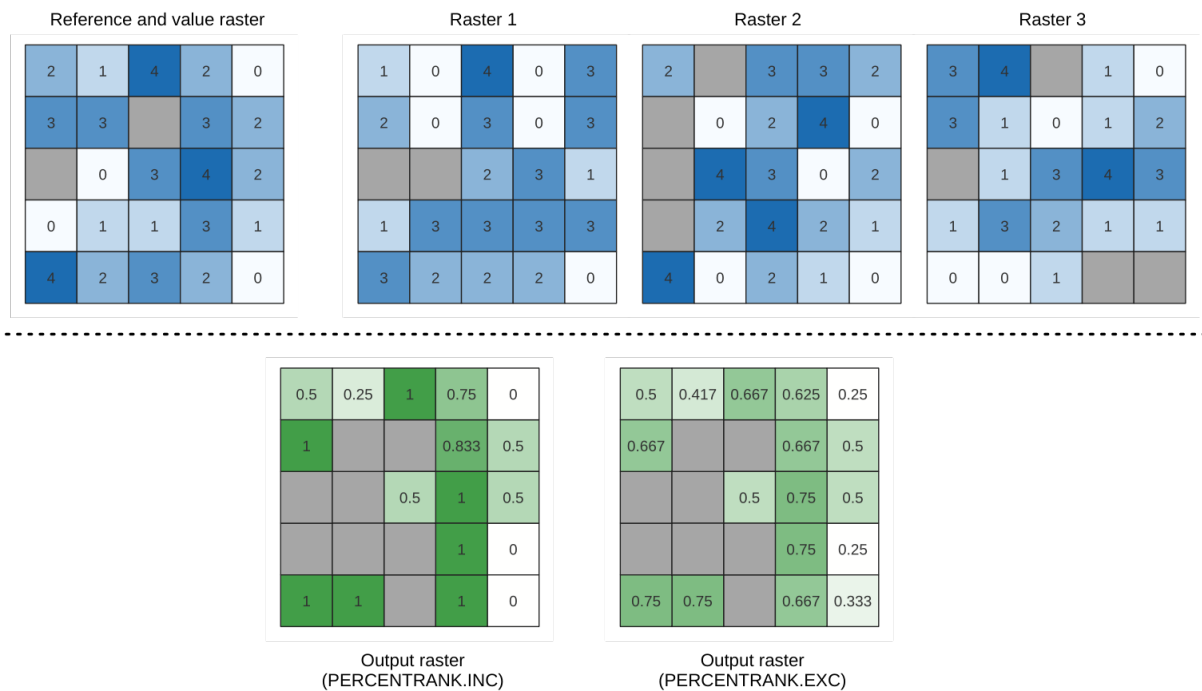 Reference and value raster Raster 1 Raster 2 Raster 3
2 1 4 2 0 1 0 4 0 3 2 3 3 2 3 4 1 0
3 3 3 2 2 0 3 0 3 0 2 4 0 3 1 0 1 2
0 3 4 2 2 3 1 4 3 0 2 1 3 4 3
0 1 1 3 1 1 3 3 3 3 2 4 2 1 1 3 2 1 1
4 2 3 2 0 3 2 2 2 0 4 0 2 1 0 0 0 1
0.5 0.25 1 0.75 0 0.5 0.417 0.667 0.625 0.25
1 0.833 0.5 0.667 0.667 0.5
0.5 1 0.5 0.5 0.75 0.5
1 0 0.75 0.25
1 1 1 0 0.75 0.75 0.667 0.333
Output raster Output raster
(PERCENTRANK.INC) (PERCENTRANK.EXC)